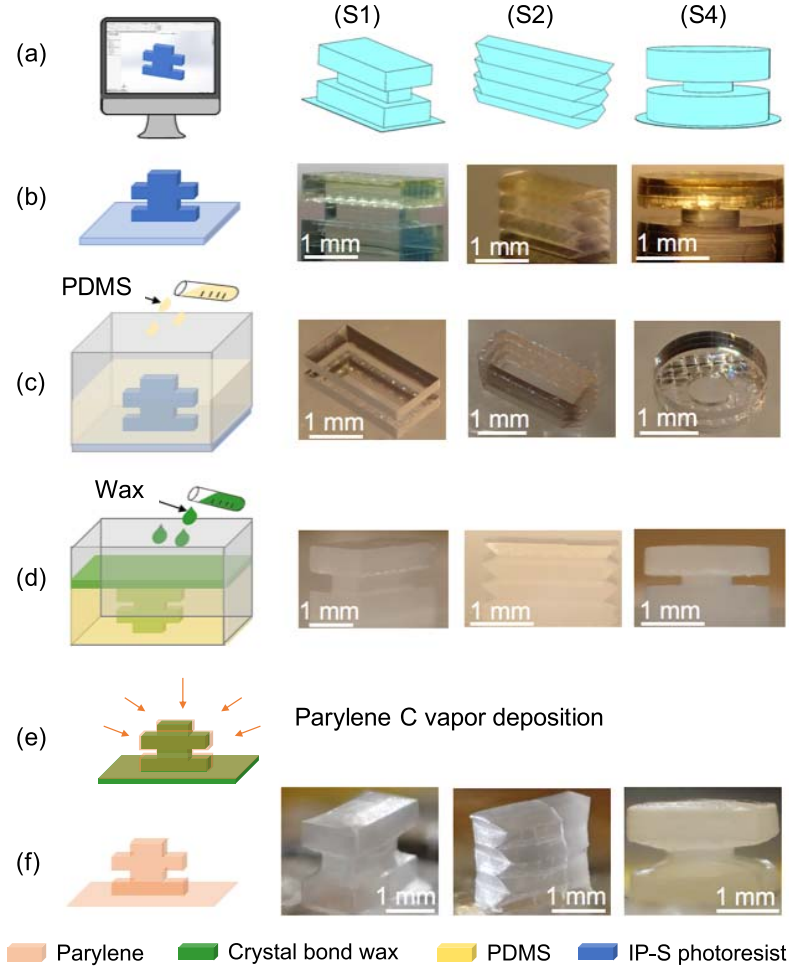 (S1) (S2) (S4)
(a)
(b)
1 mm 1 mm 1 mm
PDMS
(c)
1 mm 1 mm 1 mm
Wax
(d)
1 mm 1 mm 1 mm
(e) Parylene C vapor deposition
(f)
1 mm 1 mm 1 mm
Parylene Crystal bond wax PDMS IP-S photoresist